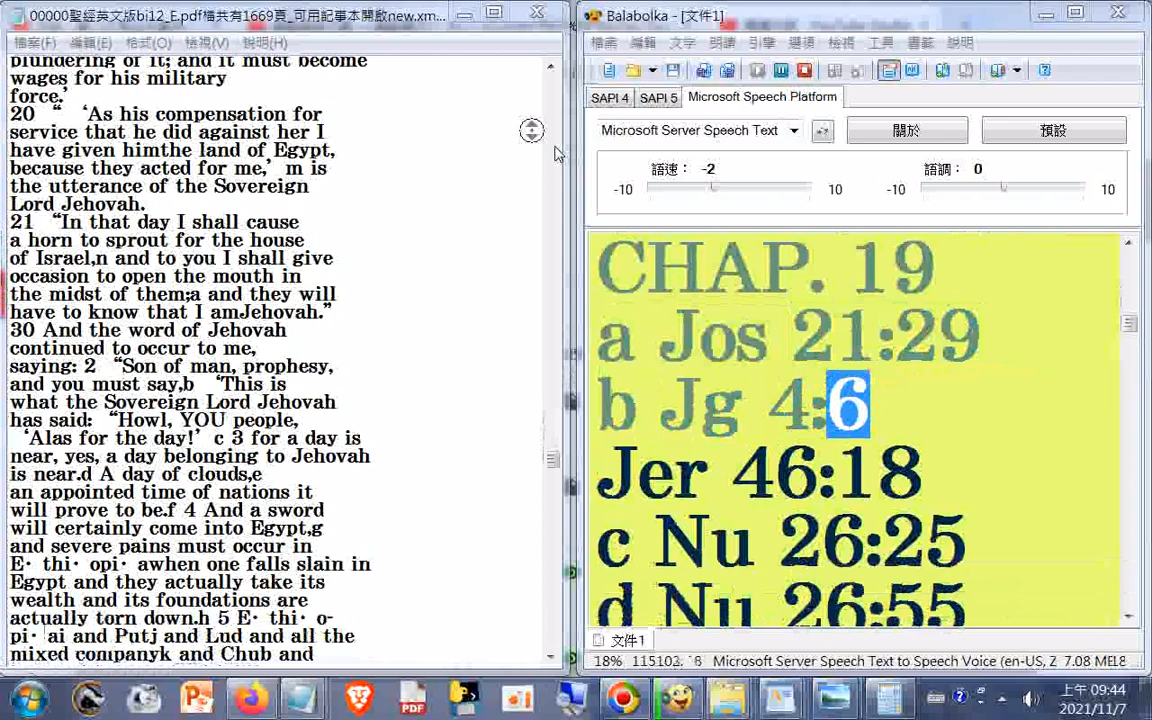 00000聖經英文版bi12_E.pdf檔共有1669頁_可用記事本開啟new.xm...
檔案(F) 編輯(E) 格式(O) 檢視(V) 說明(H)
plundering of it; and it must become
wages for his military
force.’
20 “ ‘As his compensation for
service that he did against her I
have given himthe land of Egypt,
because they acted for me,’ m is
the utterance of the Sovereign
Lord Jehovah.
21 “In that day I shall cause
a horn to sprout for the house
of Israel,n and to you I shall give
occasion to open the mouth in
the midst of them;a and they will
have to know that I amJehovah.”
30 And the word of Jehovah
continued to occur to me,
saying: 2 “Son of man, prophesy,
and you must say,b ‘This is
what the Sovereign Lord Jehovah
has said: “Howl, YOU people,
‘Alas for the day!’ c 3 for a day is
near, yes, a day belonging to Jehovah
is near.d A day of clouds,e
an appointed time of nations it
will prove to be.f 4 And a sword
will certainly come into Egypt,g
and severe pains must occur in
E· thi· opi· awhen one falls slain in
Egypt and they actually take its
wealth and its foundations are
actually torn down.h 5 E· thi· o-
pi· ai and Putj and Lud and all the
mixed companyk and Chub and
Balabolka - [文件1]
檔案 編輯 文字 朗讀 引擎 選項 檢視 工具 書籤 說明
SAPI 4 SAPI 5 Microsoft Speech Platform
Microsoft Server Speech Text 關於 預設
語速： -2 語調： 0
-10 10 -10 10
CHAP. 19
a Jos 21:29
b Jg 4:6
Jer 46:18
c Nu 26:25
d Nu 26:55
文件1
18% Microsoft Server Speech Text to Speech Voice (en-US, Z
上午 09:44
2021/11/7